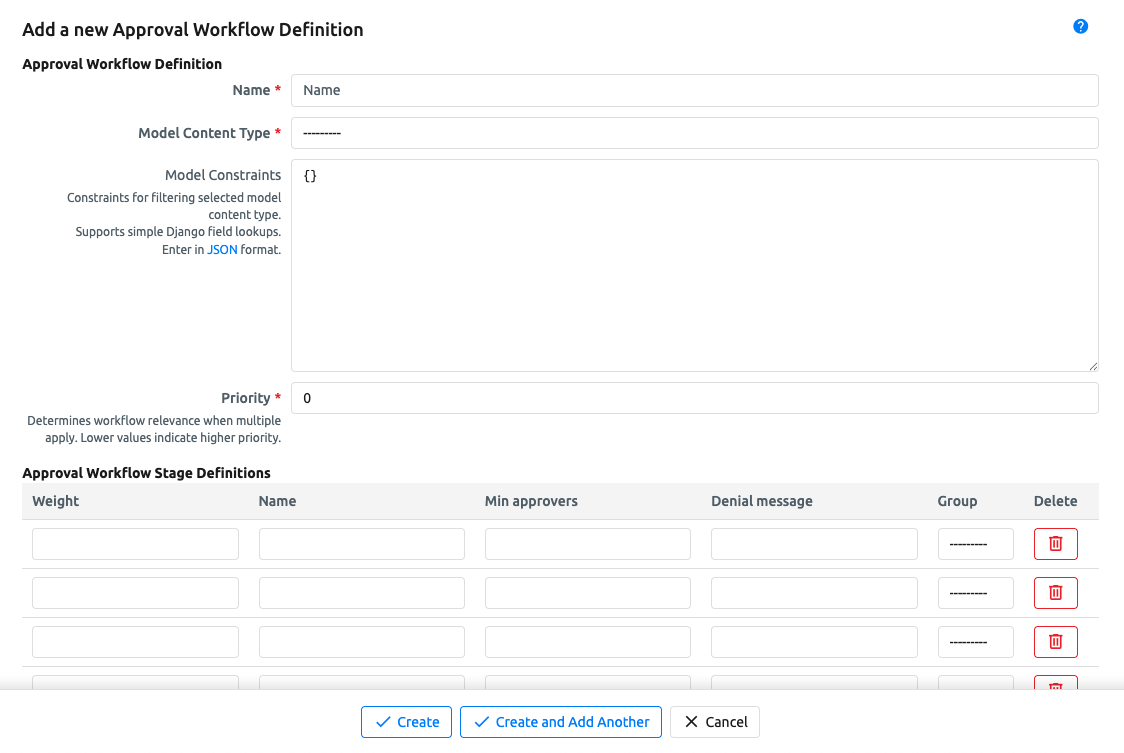 Add a new Approval Workflow Definition ?
Approval Workflow Definition
Name * Name
Model Content Type * ---------
Model Constraints {}
Constraints for filtering selected model
content type.
Supports simple Django field lookups.
Enter in JSON format.
Priority * 0
Determines workflow relevance when multiple
apply. Lower values indicate higher priority.
Approval Workflow Stage Definitions
Weight Name Min approvers Denial message Group Delete
---------
---------
---------
Create Create and Add Another Cancel